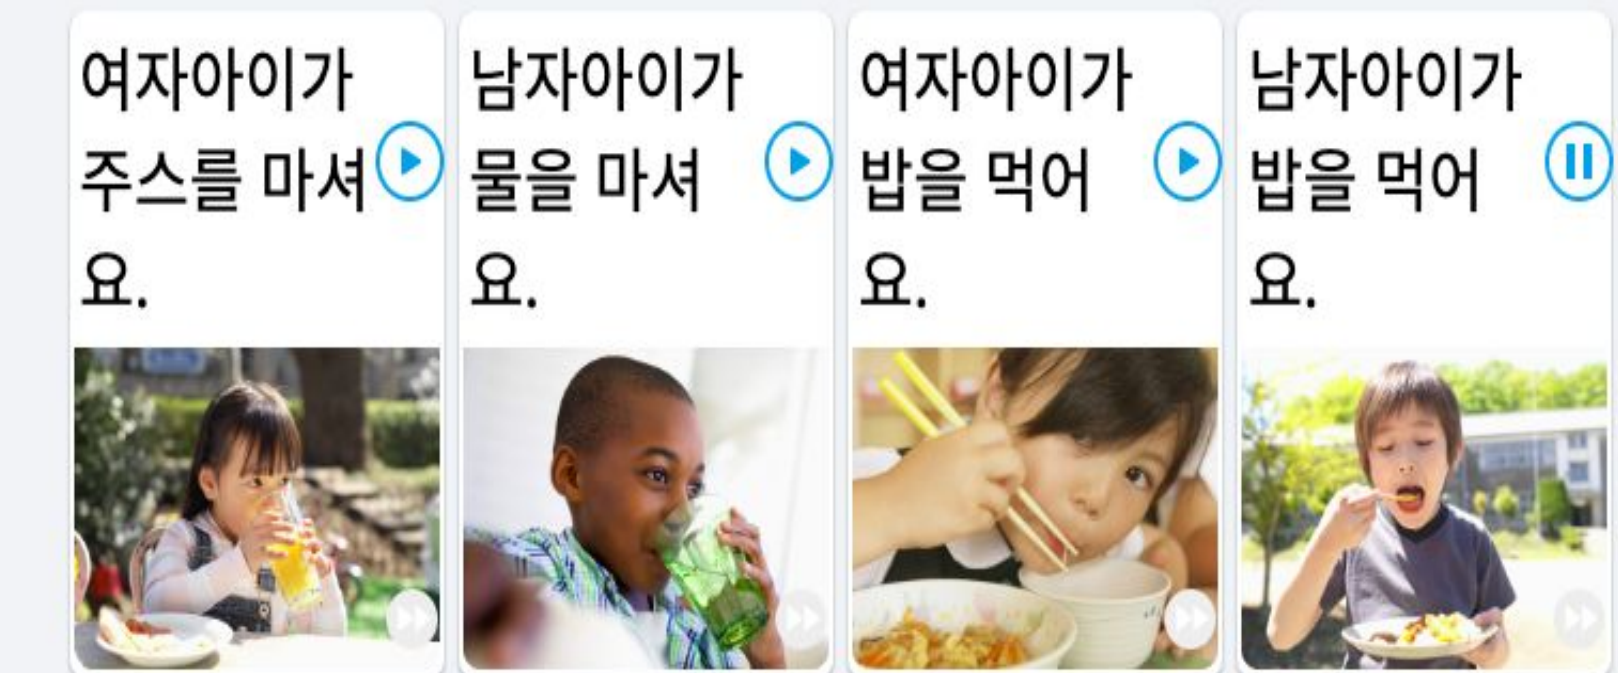 여자아이가
주스를 마셔
요.
남자아이가
물을 마셔
요.
여자아이가
밥을 먹어
요.
남자아이가
밥을 먹어
요.